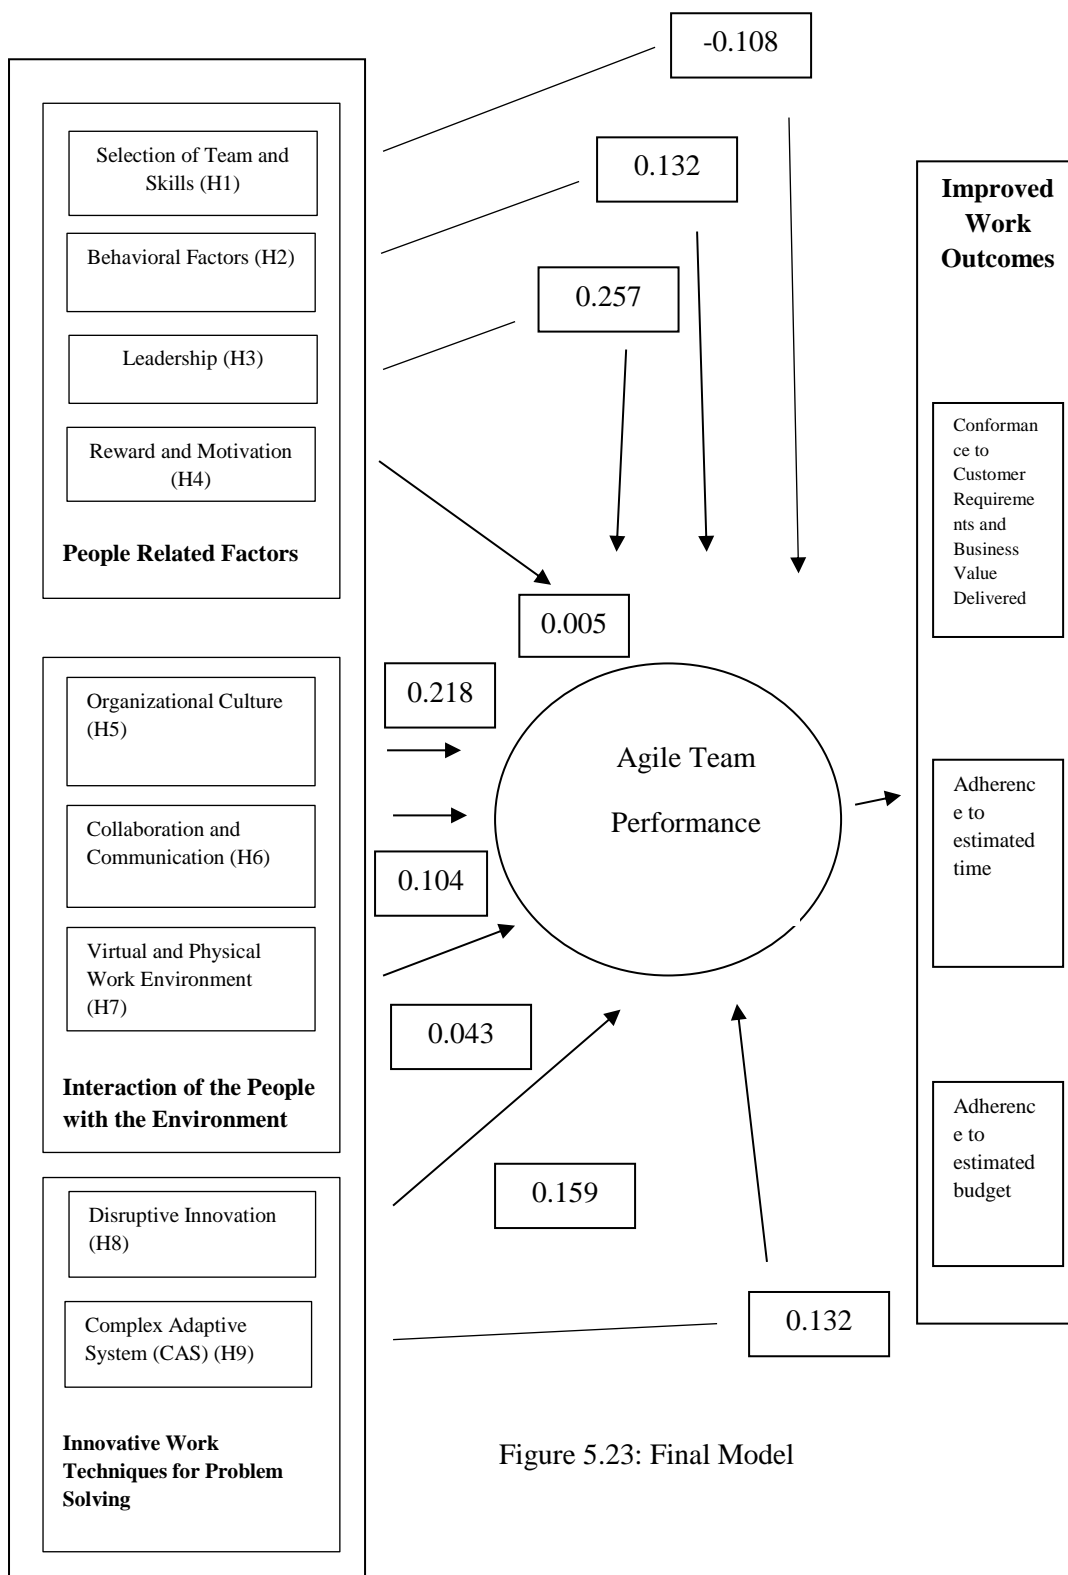 -0.108
Selection of Team and
Skills (H1)
0.132
Behavioral Factors (H2)
0.257
Leadership (H3)
Reward and Motivation
(H4)
People Related Factors
0.005
0.218
Organizational Culture
(H5)
Collaboration and
Communication (H6)
0.104
Virtual and Physical
Work Environment
(H7)
0.043
Interaction of the People
with the Environment
0.159
Disruptive Innovation
(H8)
Complex Adaptive
System (CAS) (H9)
0.132
Innovative Work
Techniques for Problem
Solving
Agile Team
Performance
Improved
Work
Outcomes
Conforman
ce to
Customer
Requireme
nts and
Business
Value
Delivered
Adherenc
e to
estimated
time
Adherenc
e to
estimated
budget
Figure 5.23: Final Model